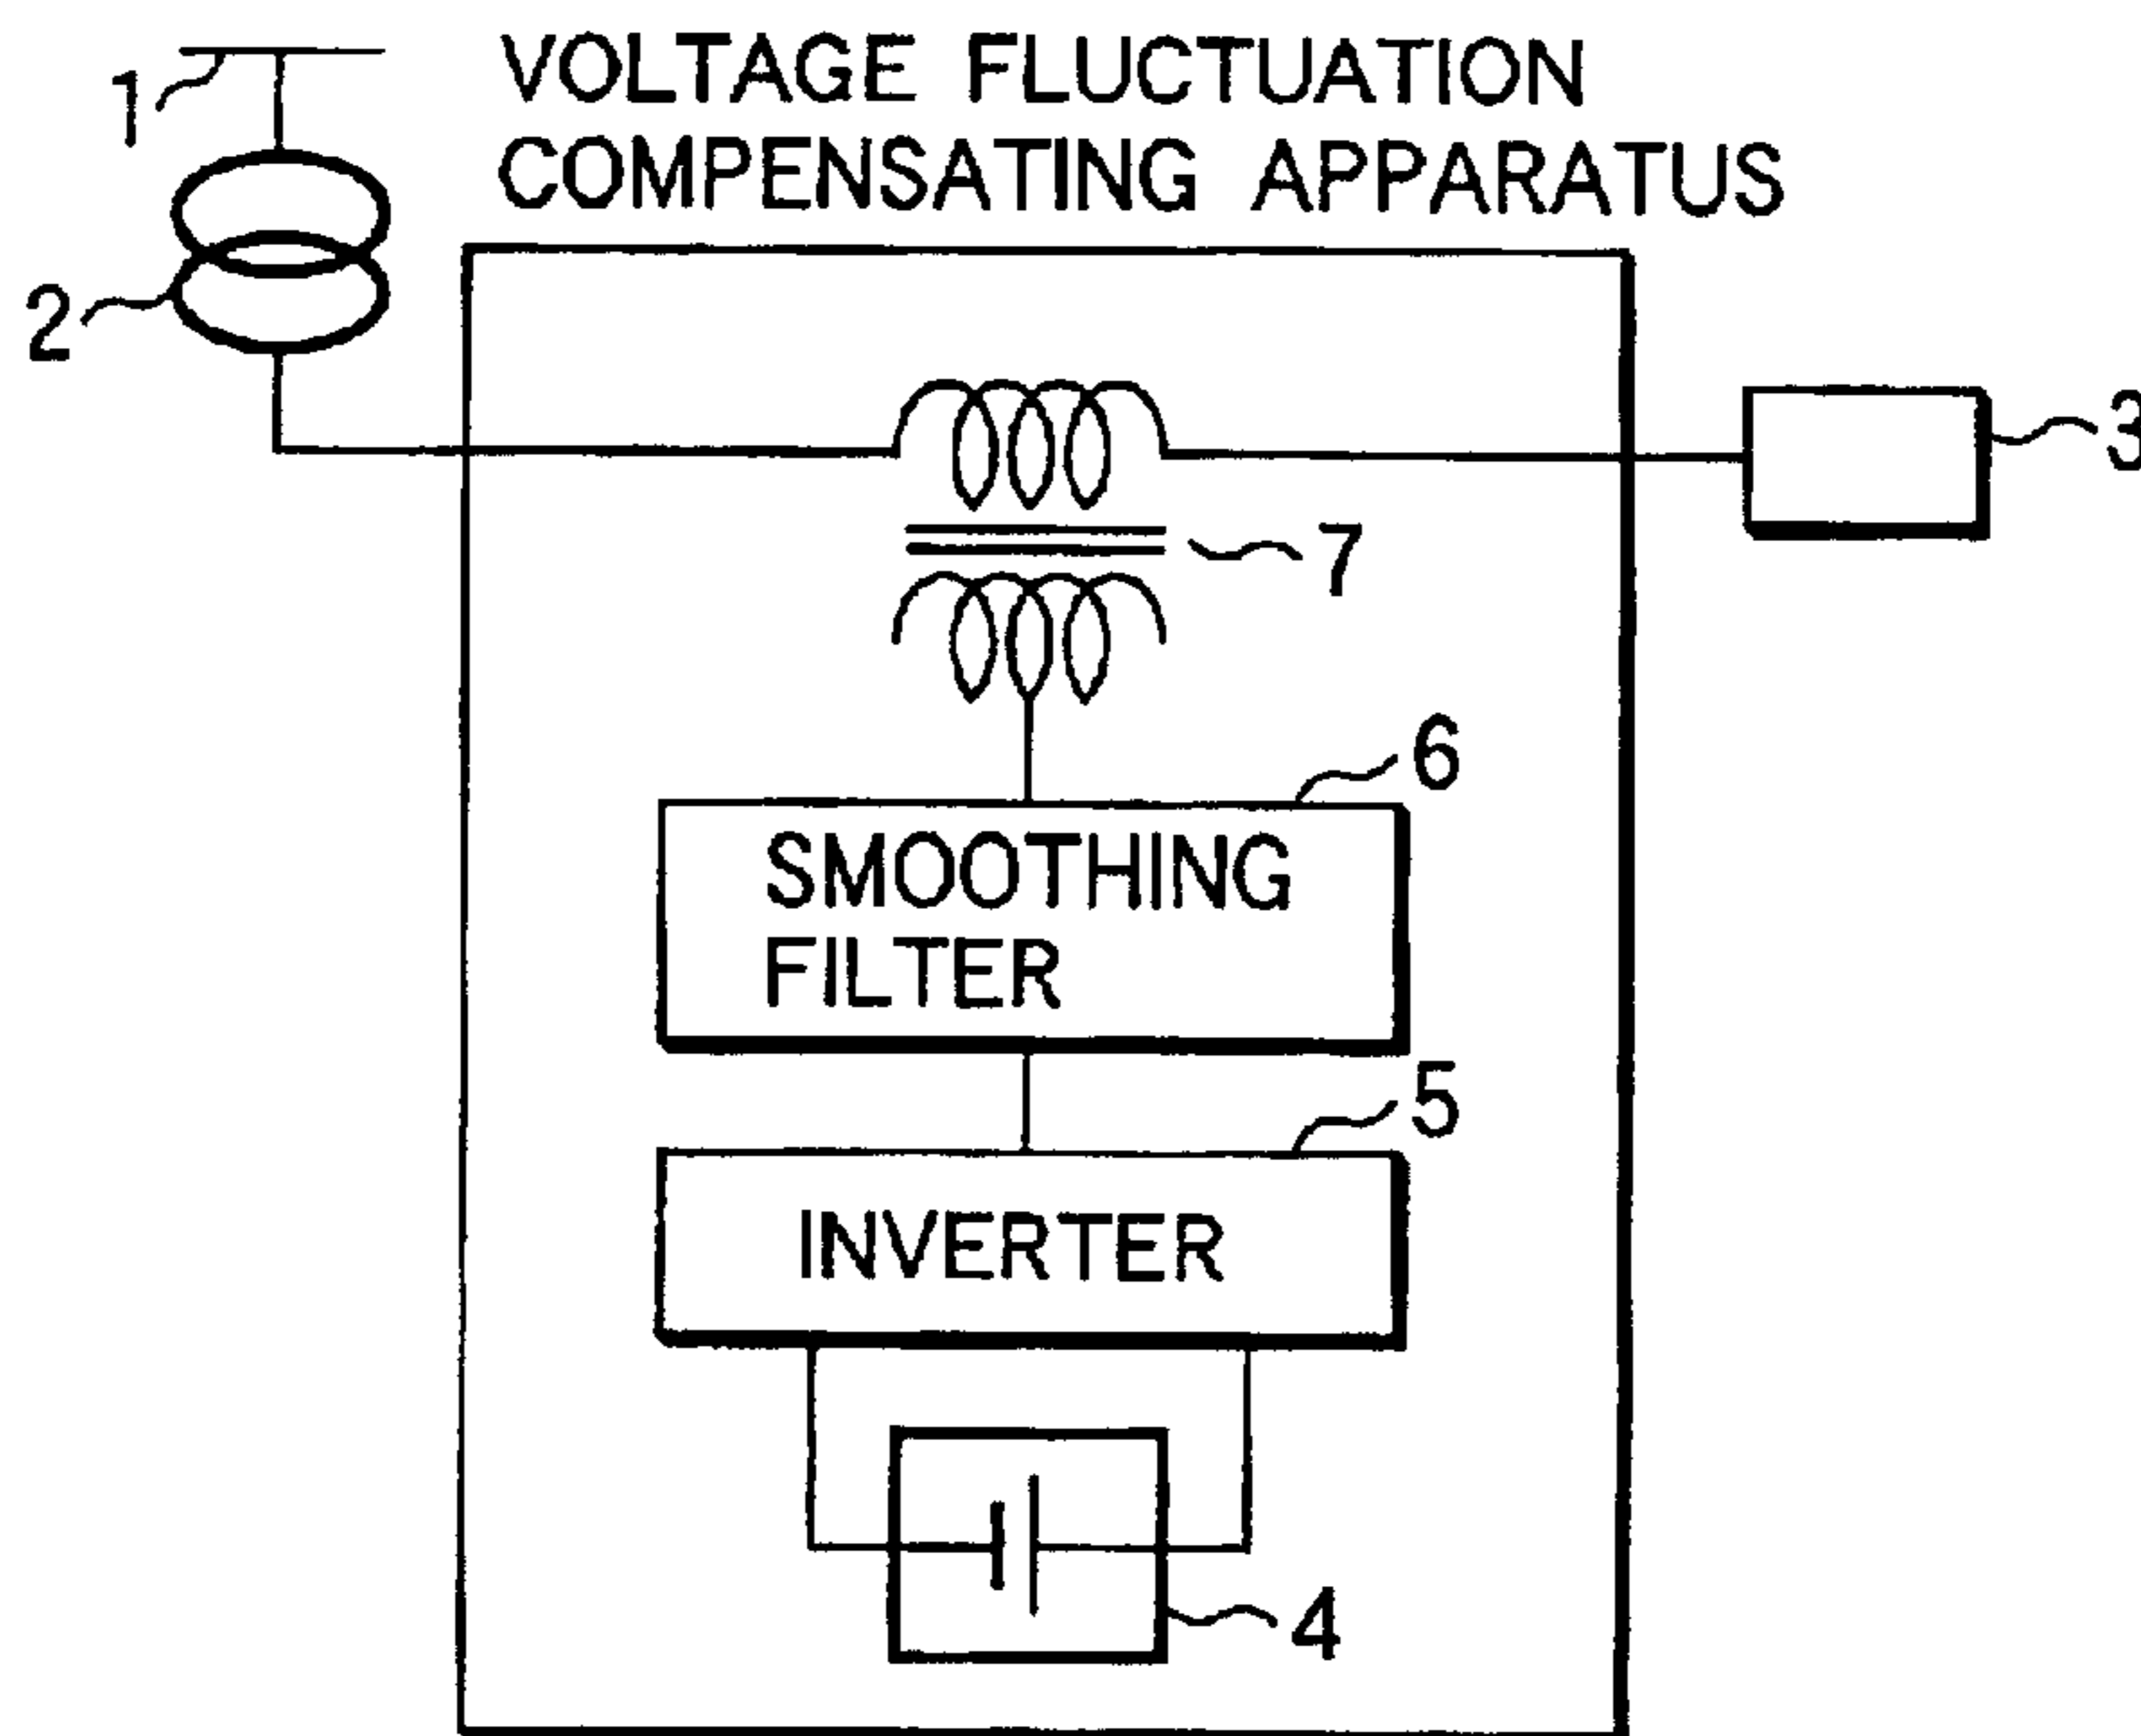 VOLTAGE FLUCTUATION
COMPENSATING APPARATUS
1
2
3
7
6
SMOOTHING
FILTER
5
INVERTER
4